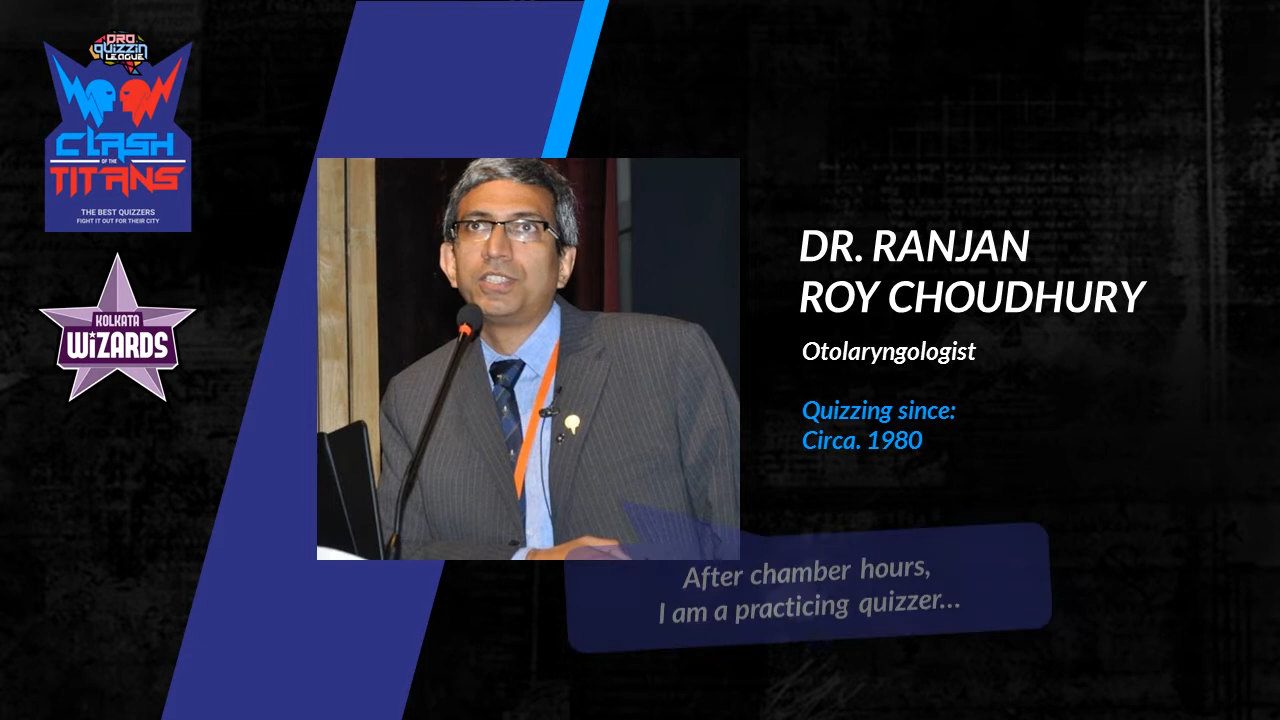 PRO
QUIZZIN
LEAGUE
CLASH
OF THE
TITANS
THE BEST QUIZZERS
FIGHT IT OUT FOR THEIR CITY
KOLKATA
WiZARDS
DR. RANJAN
ROY CHOUDHURY
Otolaryngologist
Quizzing since:
Circa. 1980
After chamber hours,
I am a practicing quizzer...